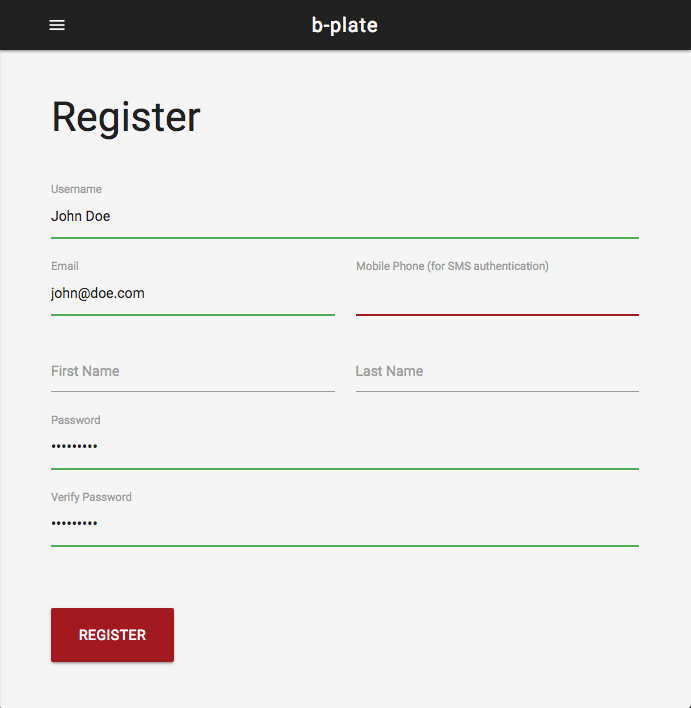 b-plate
Register
Username
John Doe
Email
Mobile Phone (for SMS authentication)
john@doe.com
First Name
Last Name
Password
•••••••••
Verify Password
•••••••••
REGISTER